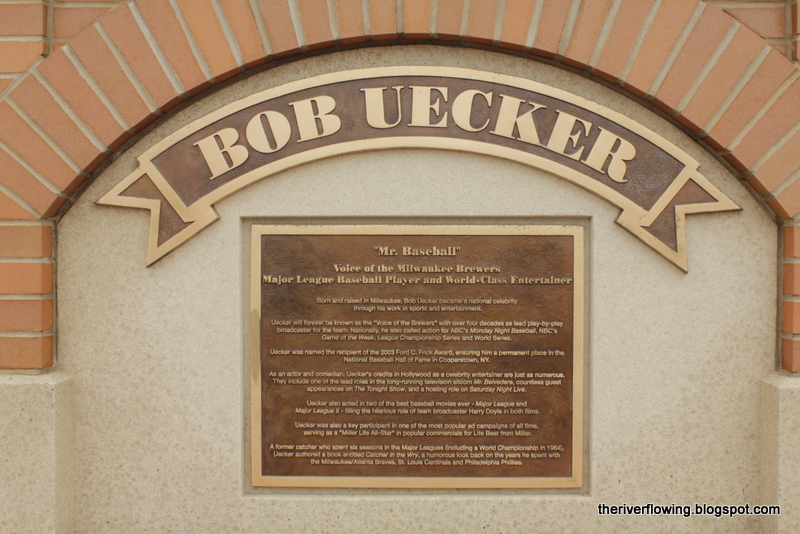 BOB UECKER
"Mr. Baseball"
Voice of the Milwaukee Brewers
Major League Baseball Player and World-Class Entertainer
Born and raised in Milwaukee, Bob Uecker became a national celebrity
through his work in sports and entertainment.
Uecker will forever be known as the "Voice of the Brewers" with over four decades as lead play-by-play
broadcaster for the team. Nationally, he also called action for ABC's Monday Night Baseball, NBC's
Game of the Week, League Championship Series and World Series.
Uecker was named the recipient of the 2003 Ford C. Frick Award, ensuring him a permanent place in the
National Baseball Hall of Fame in Cooperstown, NY.
As an actor and comedian, Uecker's credits in Hollywood as a celebrity entertainer are just as numerous.
They include one of the lead roles in the long-running television sitcom Mr. Belvedere, countless guest
appearances on The Tonight Show, and a hosting role on Saturday Night Live.
Uecker also acted in two of the best baseball movies ever - Major League and
Major League II - filling the hilarious role of team broadcaster Harry Doyle in both films.
Uecker was also a key participant in one of the most popular ad campaigns of all time,
serving as a "Miller Lite All-Star" in popular commercials for Lite Beer from Miller.
A former catcher who spent six seasons in the Major Leagues (including a World Championship in 1964),
Uecker authored a book entitled Catcher in the Wry, a humorous look back on the years he spent with
the Milwaukee/Atlanta Braves, St. Louis Cardinals and Philadelphia Phillies.
theriverflowing.blogspot.com